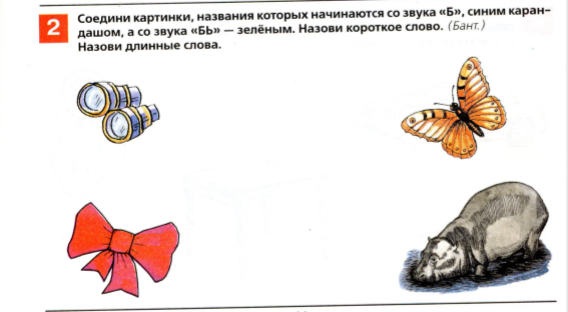 2
Соедини картинки, названия которых начинаются со звука «Б», синим каран-
дашом, а со звука «БЬ» — зелёным. Назови короткое слово. (Бант.)
Назови длинные слова.